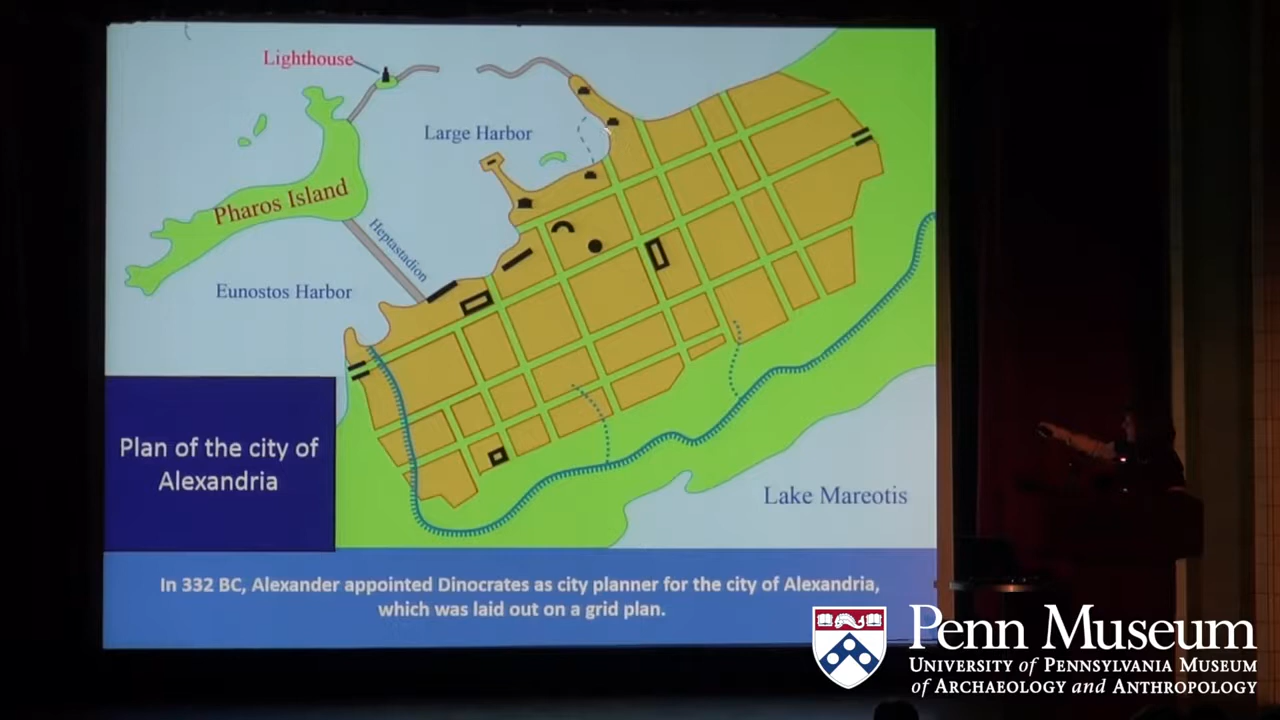 Lighthouse
Large Harbor
Pharos Island
Heptastadion
Eunostos Harbor
Plan of the city of
Alexandria
Lake Mareotis
In 332 BC, Alexander appointed Dinocrates as city planner for the city of Alexandria,
which was laid out on a grid plan.
Penn Museum
University of Pennsylvania Museum
of Archaeology and Anthropology